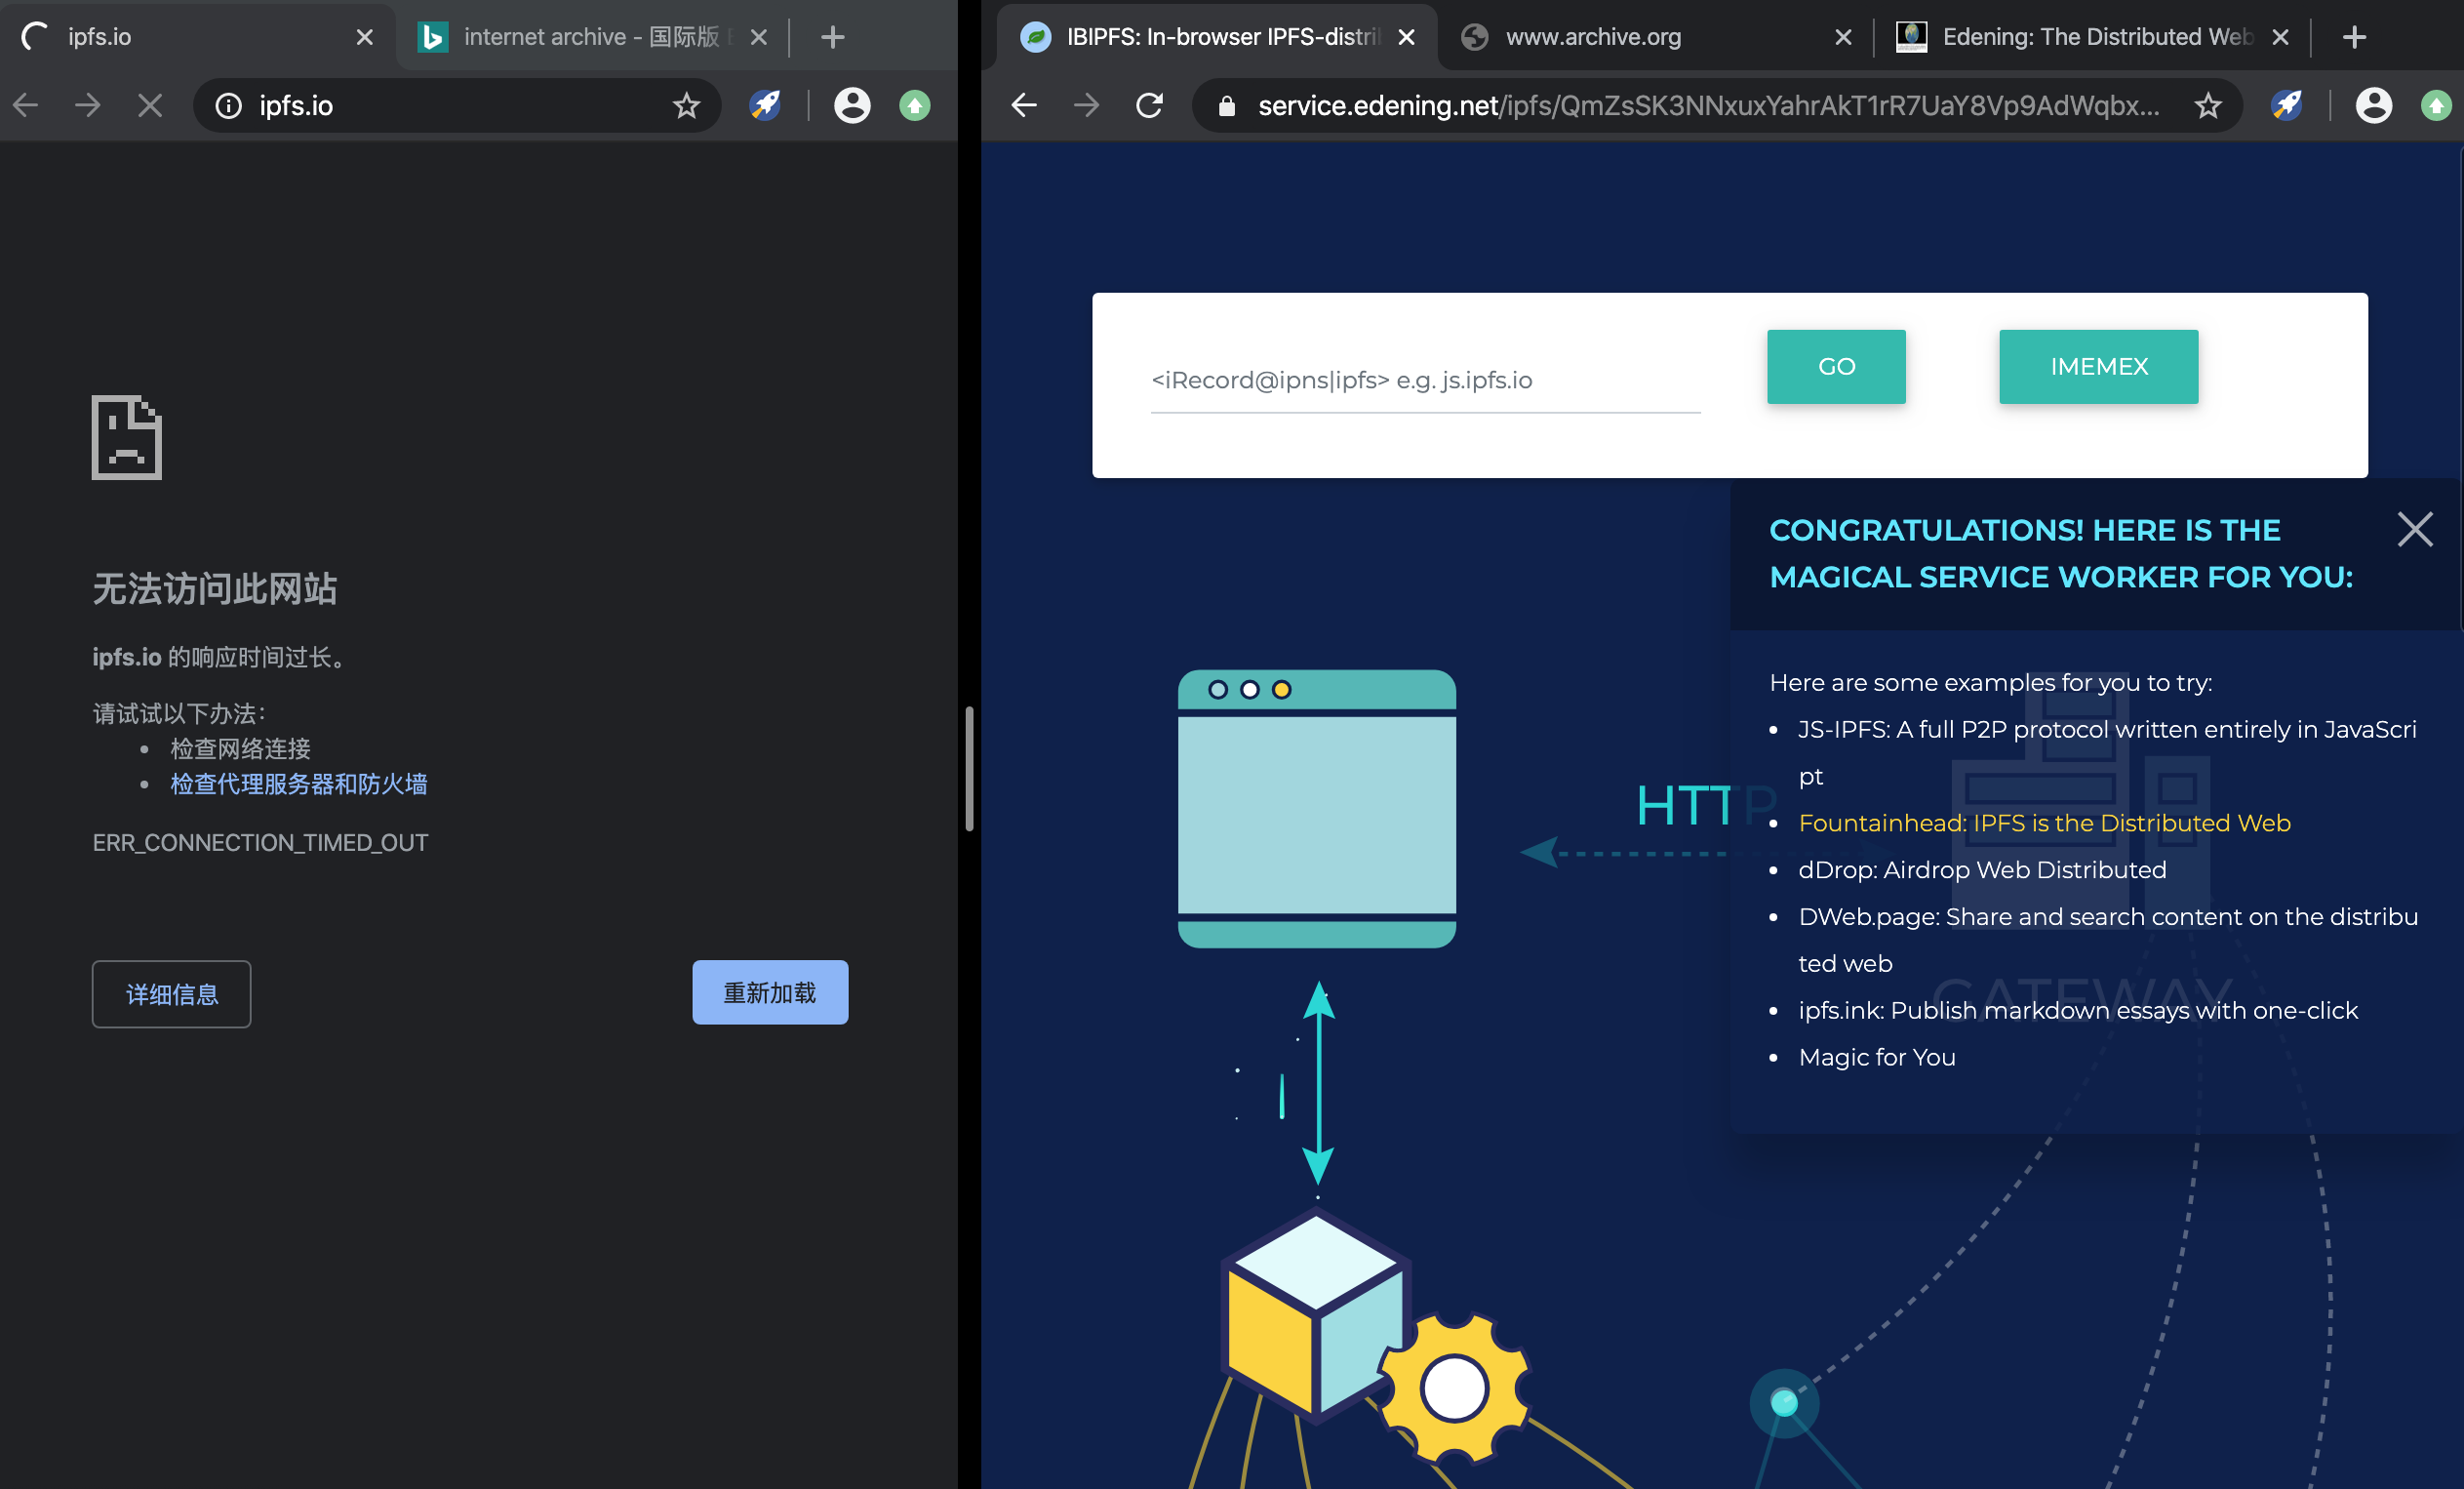 ipfs.io
internet archive - 国际版
ipfs.io
无法访问此网站
ipfs.io 的响应时间过长。
请试试以下办法：
• 检查网络连接
• 检查代理服务器和防火墙
ERR_CONNECTION_TIMED_OUT
详细信息
重新加载
IBIPFS: In-browser IPFS-distri
www.archive.org
Edening: The Distributed Web
service.edening.net/ipfs/QmZsSK3NNxuxYahrAkT1rR7UaY8Vp9AdWqbx...
<iRecord@ipns|ipfs> e.g. js.ipfs.io
GO
IMEMEX
CONGRATULATIONS! HERE IS THE
MAGICAL SERVICE WORKER FOR YOU:
Here are some examples for you to try:
• JS-IPFS: A full P2P protocol written entirely in JavaScri
pt
• Fountainhead: IPFS is the Distributed Web
• dDrop: Airdrop Web Distributed
• DWeb.page: Share and search content on the distribu
ted web
• ipfs.ink: Publish markdown essays with one-click
• Magic for You
HTTP
GATEWAY